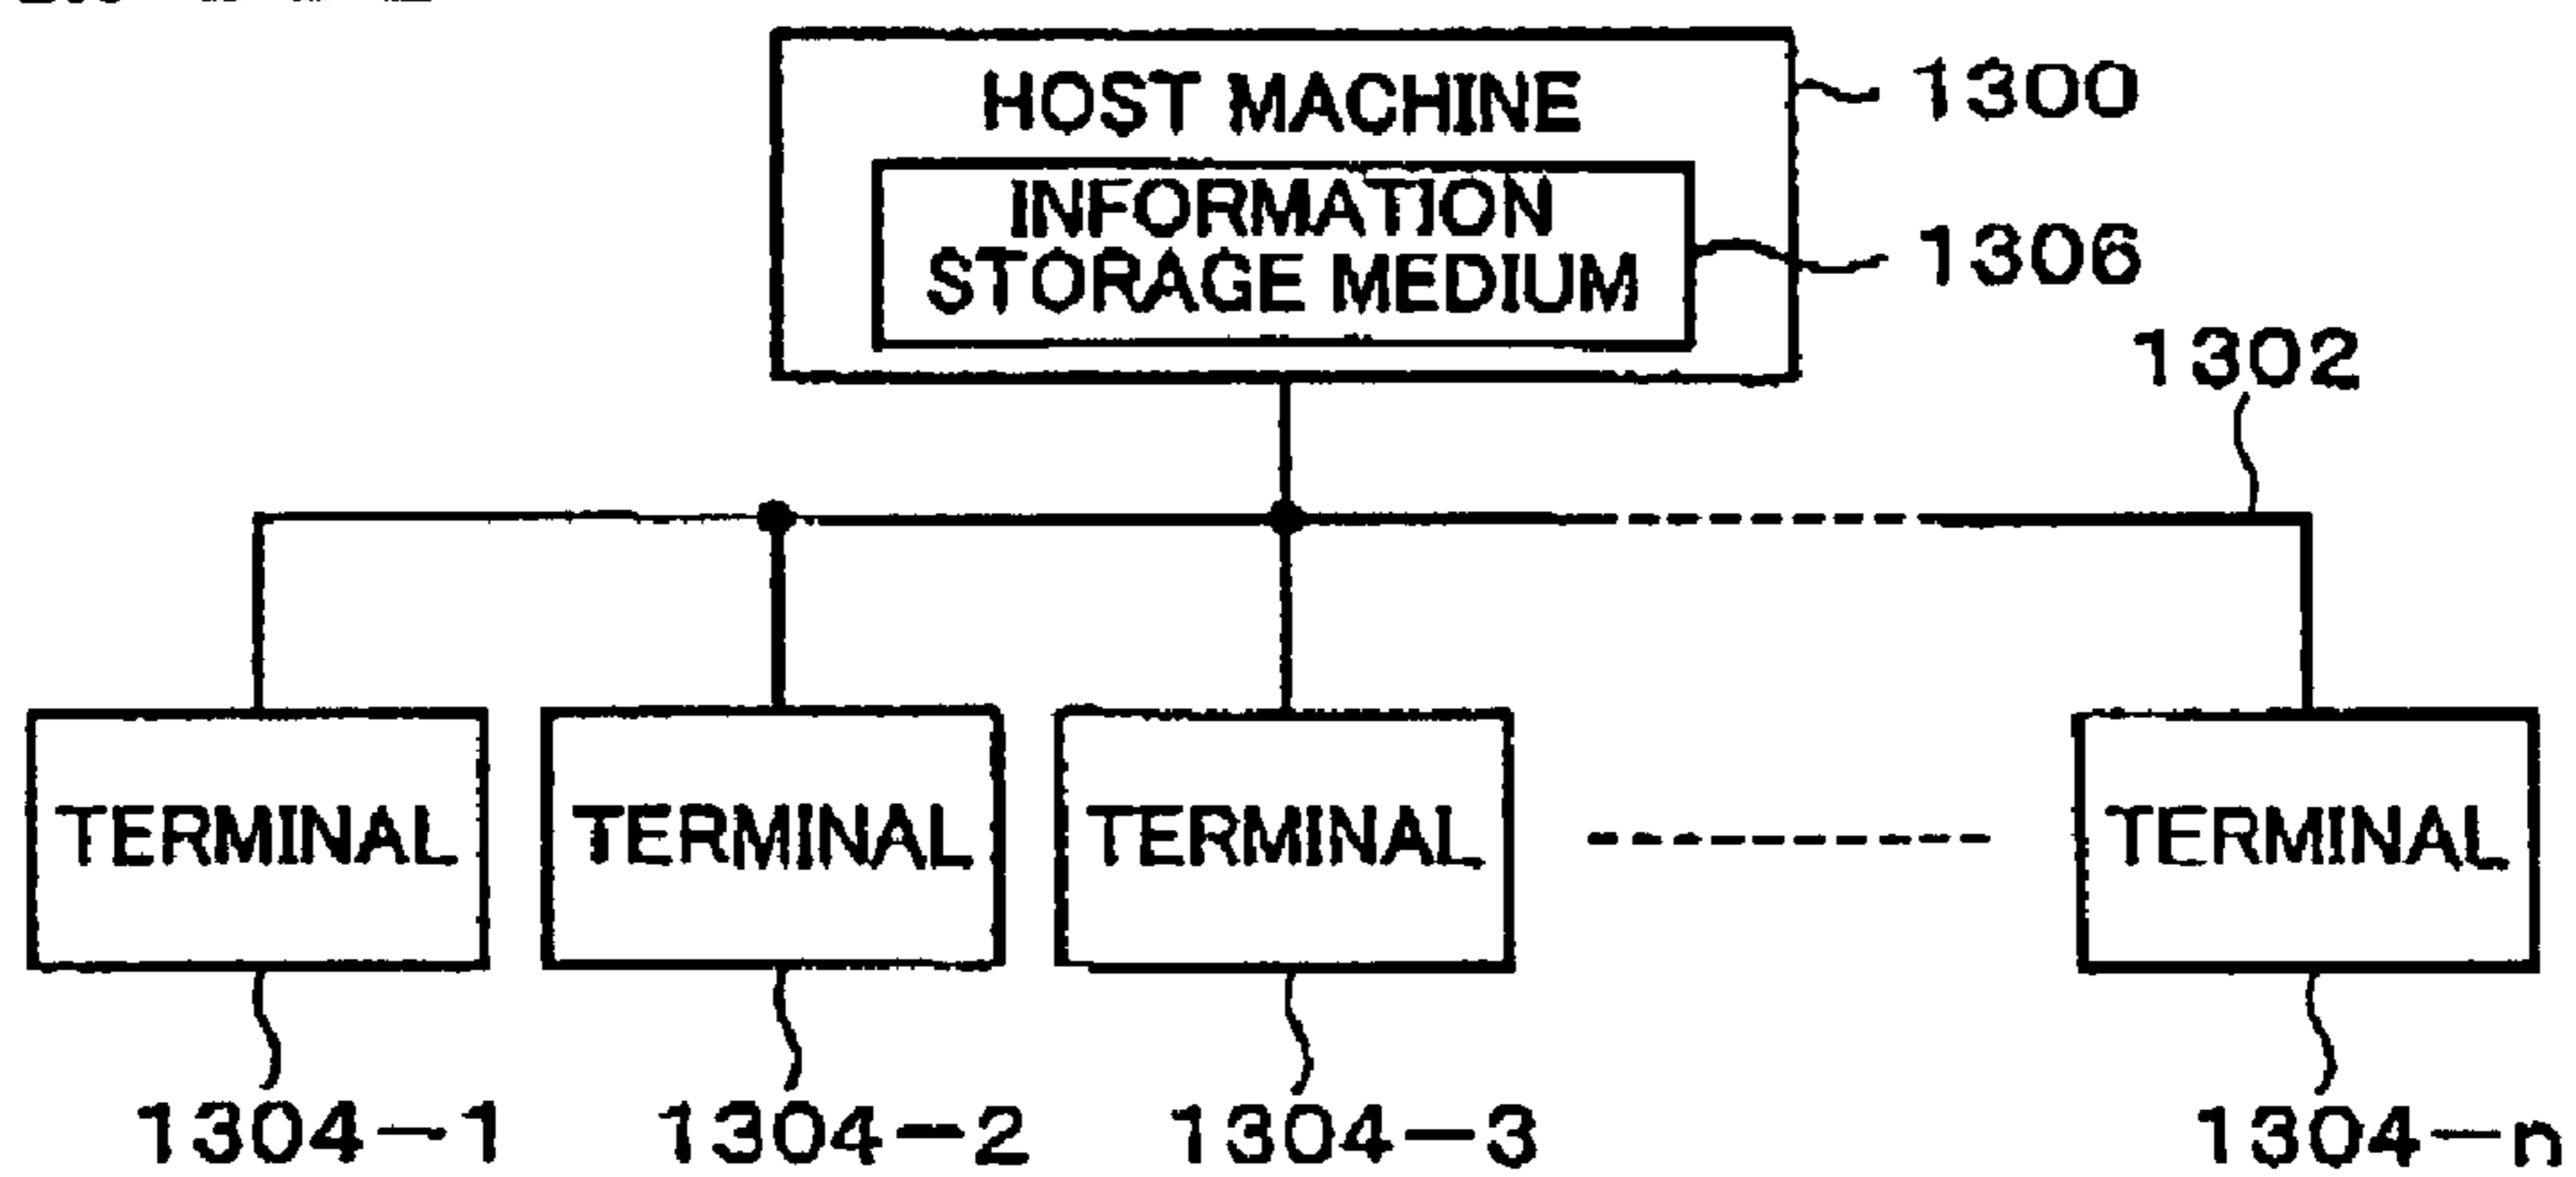 HOST MACHINE
1300
INFORMATION
STORAGE MEDIUM
1306
1302
TERMINAL TERMINAL TERMINAL TERMINAL
1304-1 1304-2 1304-3 1304-n